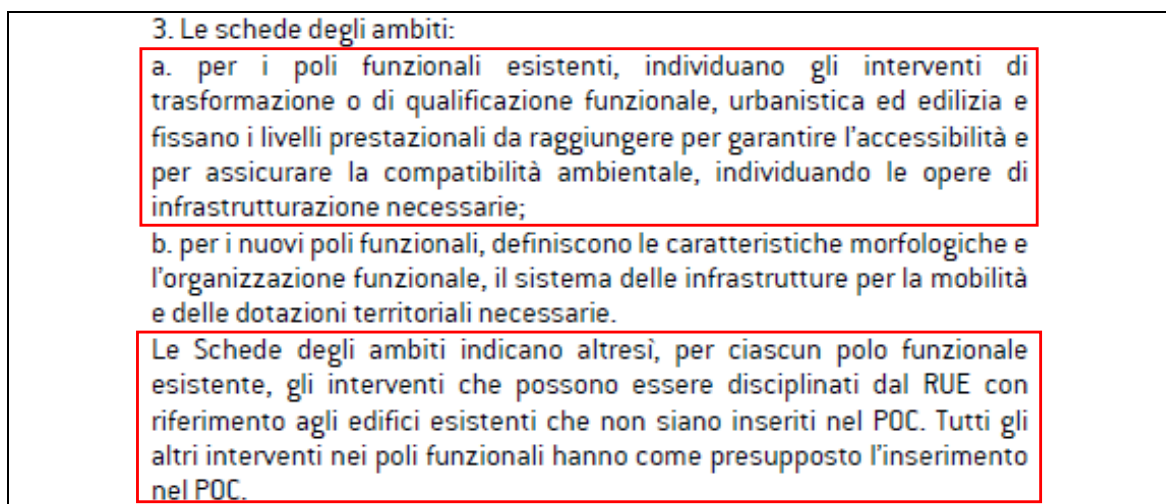 3. Le schede degli ambiti:
a. per i poli funzionali esistenti, individuano gli interventi di
trasformazione o di qualificazione funzionale, urbanistica ed edilizia e
fissano i livelli prestazionali da raggiungere per garantire l'accessibilità e
per assicurare la compatibilità ambientale, individuando le opere di
infrastrutturazione necessarie;
b. per i nuovi poli funzionali, definiscono le caratteristiche morfologiche e
l'organizzazione funzionale, il sistema delle infrastrutture per la mobilità
e delle dotazioni territoriali necessarie.
Le Schede degli ambiti indicano altresì, per ciascun polo funzionale
esistente, gli interventi che possono essere disciplinati dal RUE con
riferimento agli edifici esistenti che non siano inseriti nel POC. Tutti gli
altri interventi nei poli funzionali hanno come presupposto l'inserimento
nel POC.